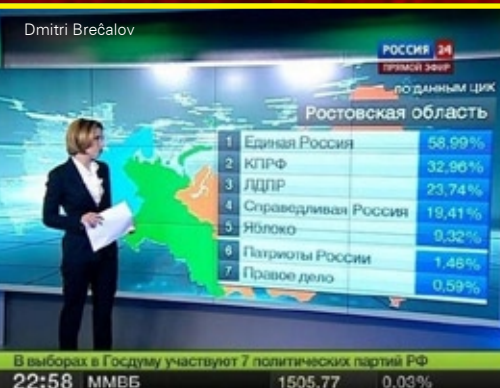 Dmitri Breĉalov
РОССИЯ 24
ПРЯМОЙ ЭФИР
ПО ДАННЫМ ЦИК
Ростовская область
1 Единая Россия 58,99%
2 КПРФ 32,96%
3 ЛДПР 23,74%
4 Справедливая Россия 19,41%
5 Яблоко 9,32%
6 Патриоты России 1,46%
7 Правое дело 0,59%
В выборах в Госдуму участвуют 7 политических партий РФ
22:58 ММВБ 1505.77 0.03%